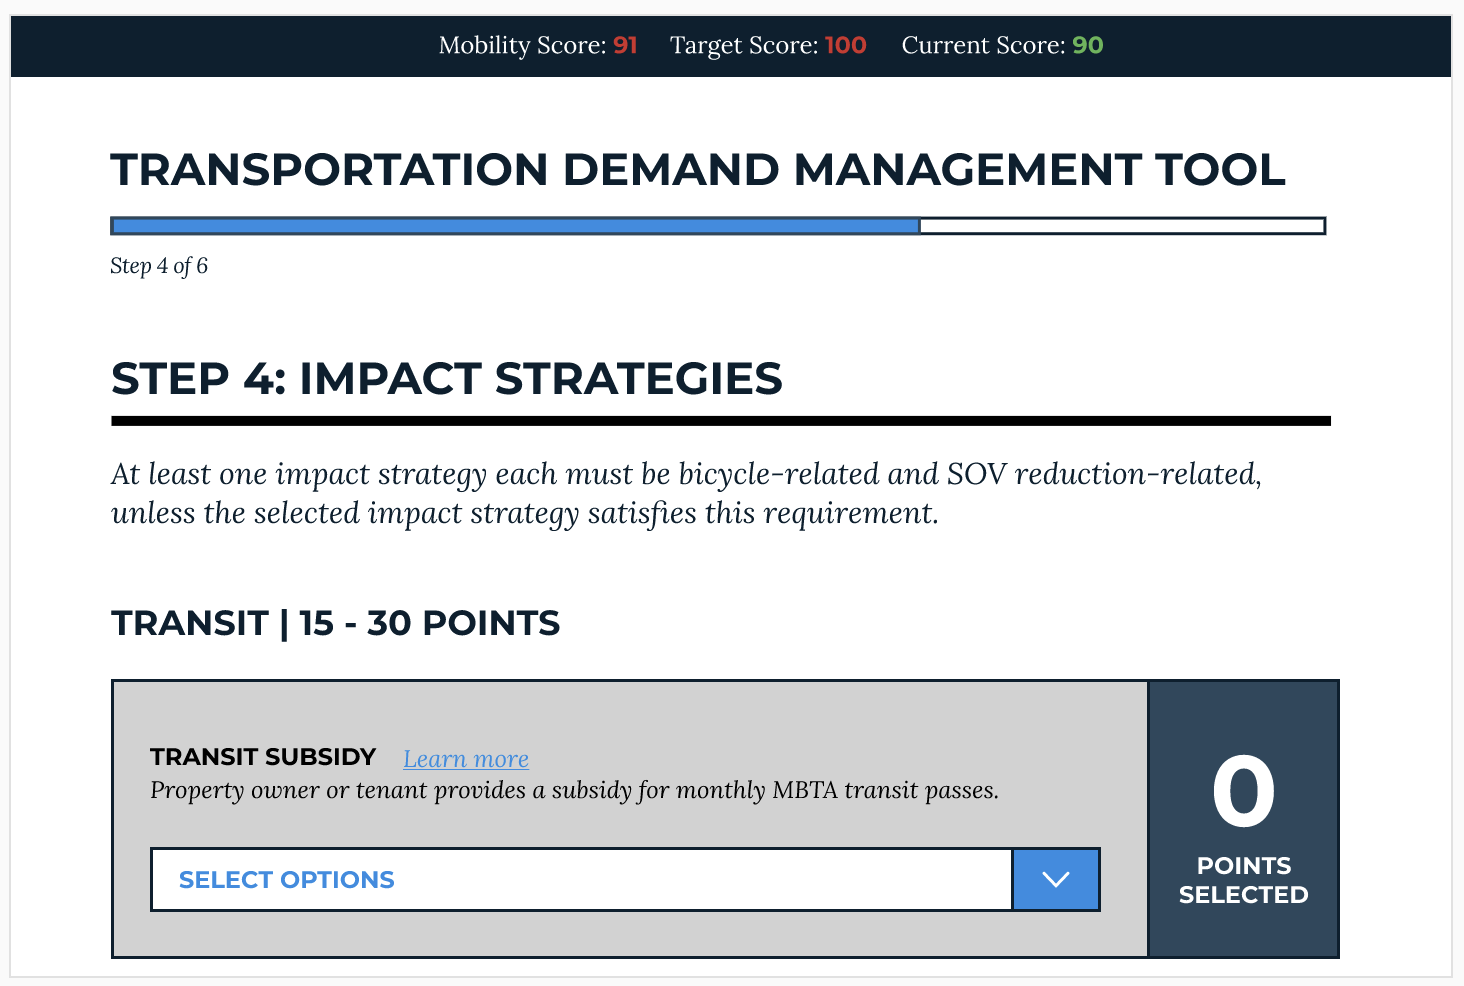 Mobility Score: 91 Target Score: 100 Current Score: 90
TRANSPORTATION DEMAND MANAGEMENT TOOL
Step 4 of 6
STEP 4: IMPACT STRATEGIES
At least one impact strategy each must be bicycle-related and SOV reduction-related,
unless the selected impact strategy satisfies this requirement.
TRANSIT | 15 - 30 POINTS
TRANSIT SUBSIDY Learn more
Property owner or tenant provides a subsidy for monthly MBTA transit passes.
SELECT OPTIONS
0
POINTS
SELECTED